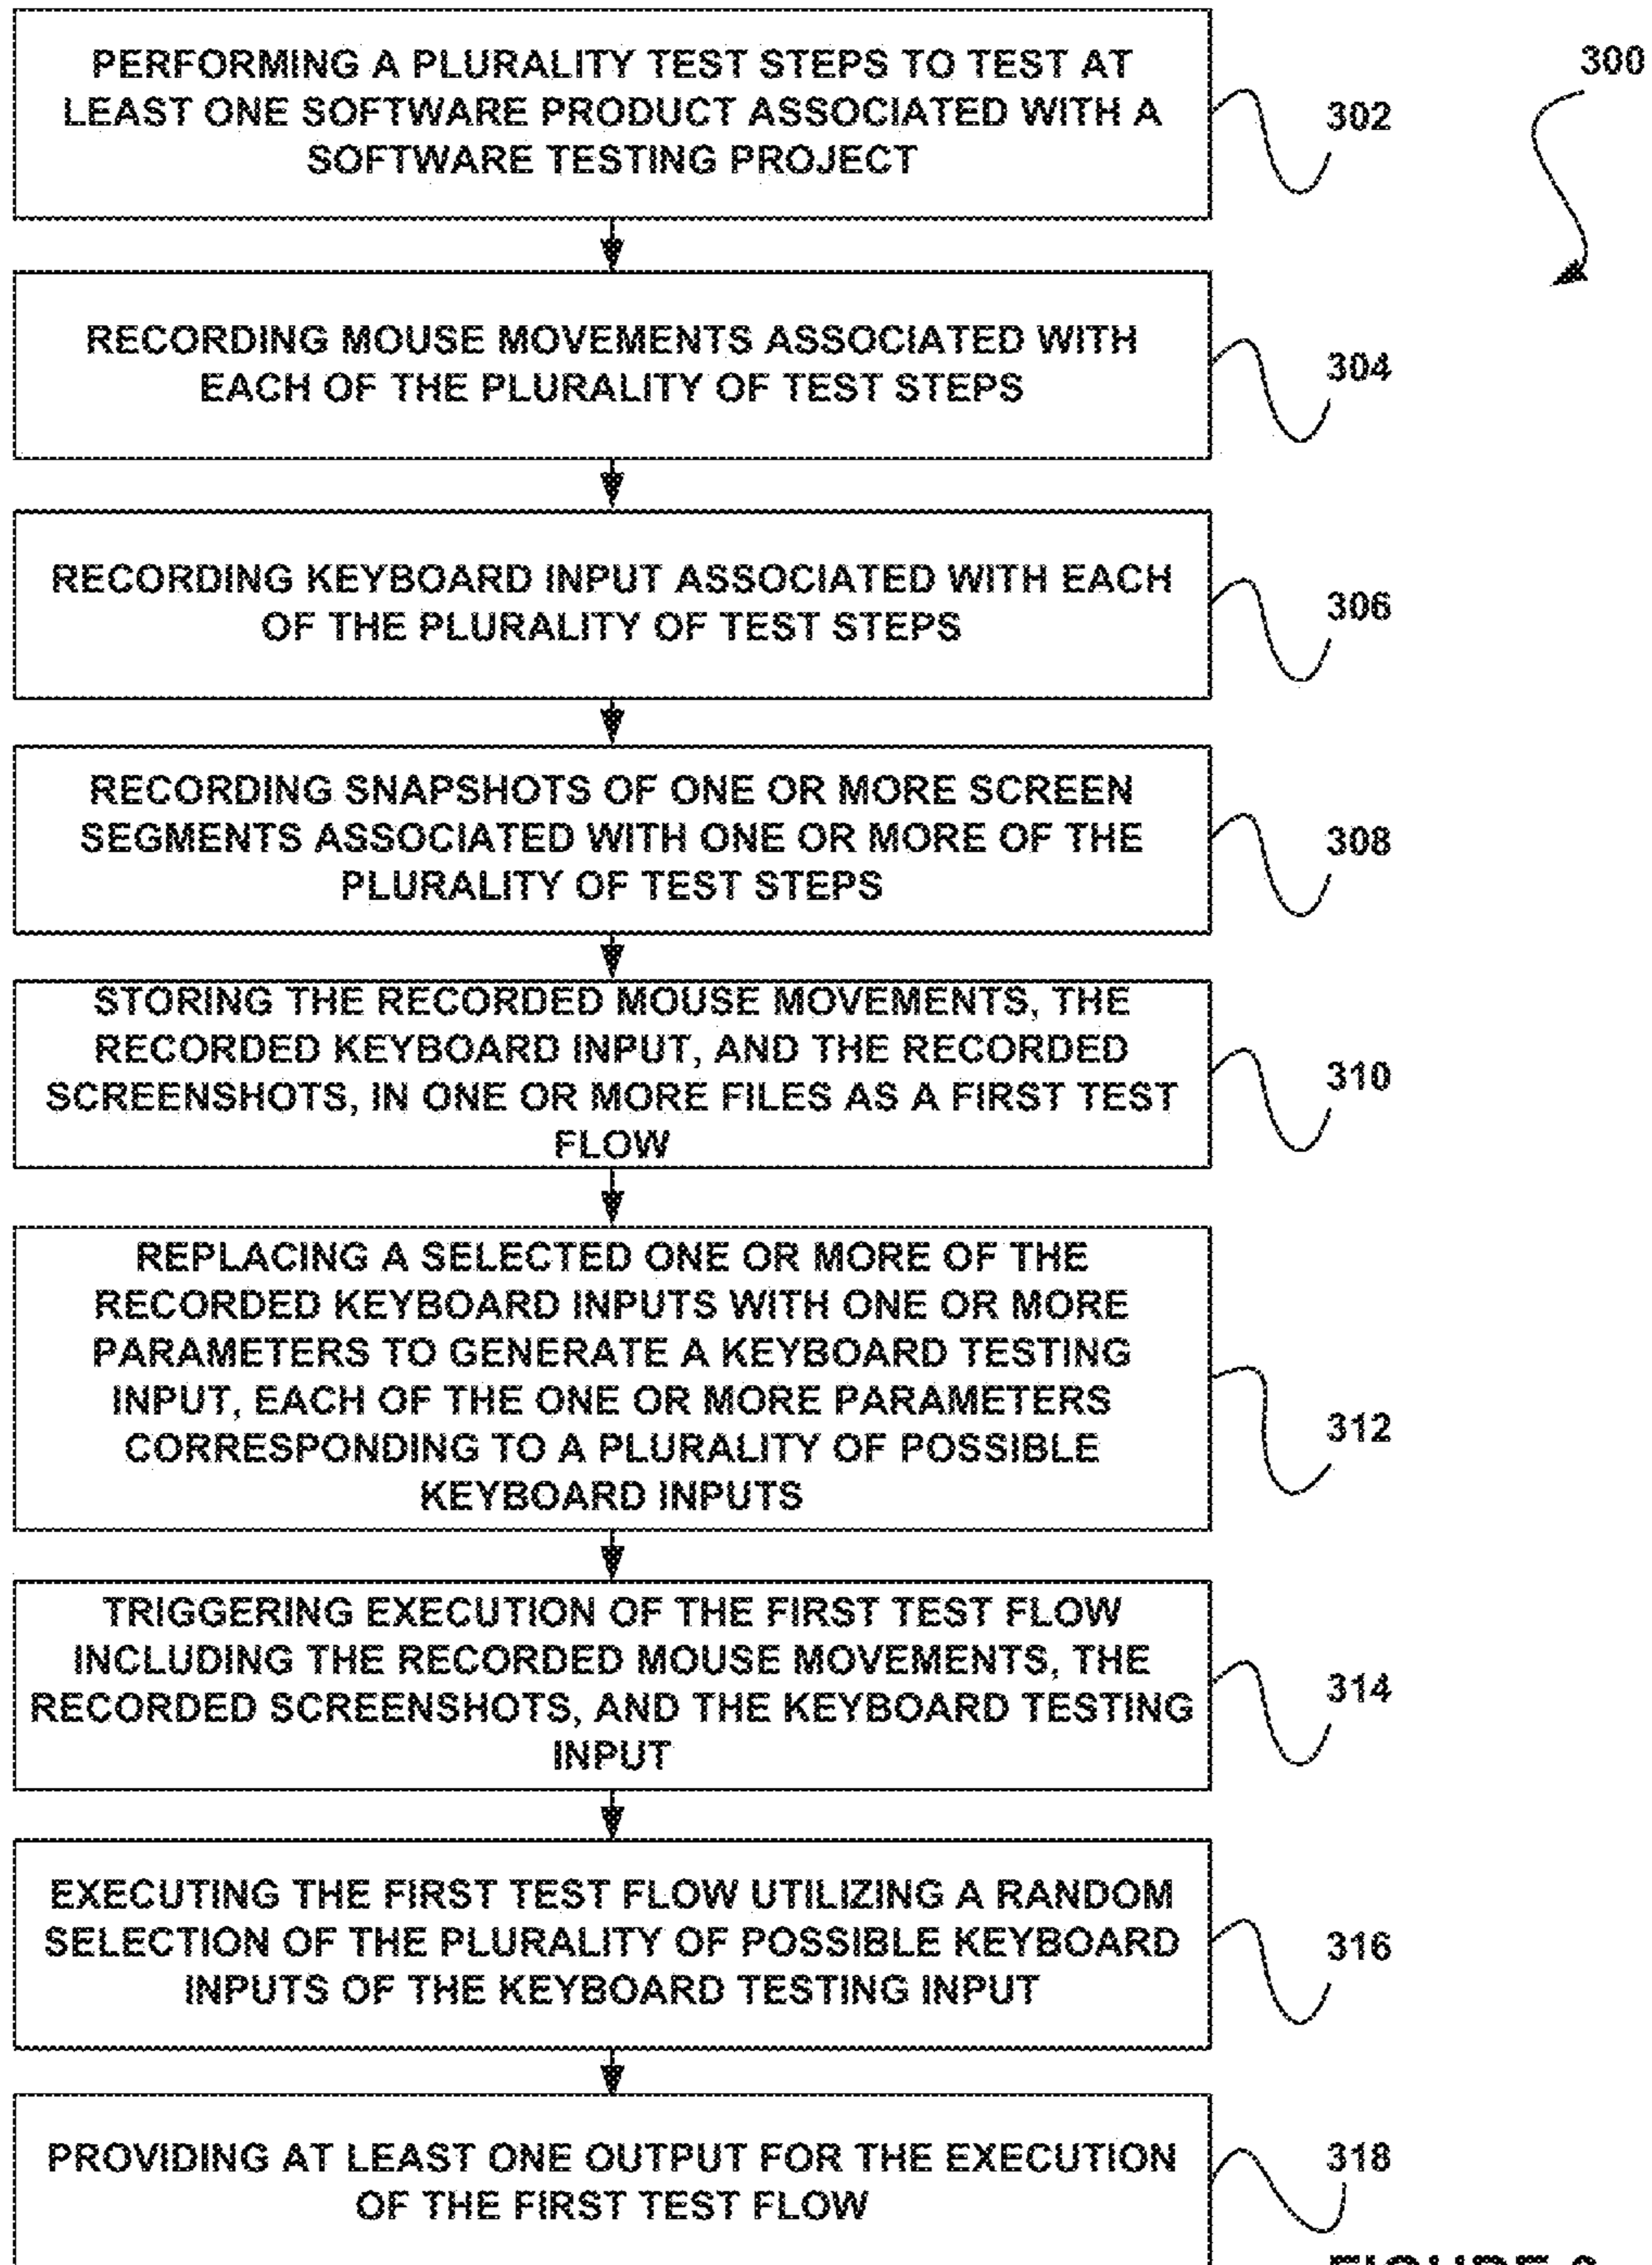 PERFORMING A PLURALITY TEST STEPS TO TEST AT
LEAST ONE SOFTWARE PRODUCT ASSOCIATED WITH A
SOFTWARE TESTING PROJECT
302
300
RECORDING MOUSE MOVEMENTS ASSOCIATED WITH
EACH OF THE PLURALITY OF TEST STEPS
304
RECORDING KEYBOARD INPUT ASSOCIATED WITH EACH
OF THE PLURALITY OF TEST STEPS
306
RECORDING SNAPSHOTS OF ONE OR MORE SCREEN
SEGMENTS ASSOCIATED WITH ONE OR MORE OF THE
PLURALITY OF TEST STEPS
308
STORING THE RECORDED MOUSE MOVEMENTS, THE
RECORDED KEYBOARD INPUT, AND THE RECORDED
SCREENSHOTS, IN ONE OR MORE FILES AS A FIRST TEST
FLOW
310
REPLACING A SELECTED ONE OR MORE OF THE
RECORDED KEYBOARD INPUTS WITH ONE OR MORE
PARAMETERS TO GENERATE A KEYBOARD TESTING
INPUT, EACH OF THE ONE OR MORE PARAMETERS
CORRESPONDING TO A PLURALITY OF POSSIBLE
KEYBOARD INPUTS
312
TRIGGERING EXECUTION OF THE FIRST TEST FLOW
INCLUDING THE RECORDED MOUSE MOVEMENTS, THE
RECORDED SCREENSHOTS, AND THE KEYBOARD TESTING
INPUT
314
EXECUTING THE FIRST TEST FLOW UTILIZING A RANDOM
SELECTION OF THE PLURALITY OF POSSIBLE KEYBOARD
INPUTS OF THE KEYBOARD TESTING INPUT
316
PROVIDING AT LEAST ONE OUTPUT FOR THE EXECUTION
OF THE FIRST TEST FLOW
318